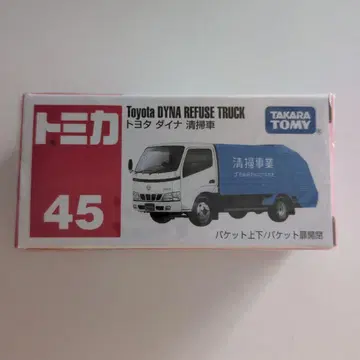 Toyota DYNA REFUSE TRUCK
トヨタ ダイナ 清掃車
トミカ
TAKARA TOMY
45
清掃事業
バケット上下/バケット扉開閉